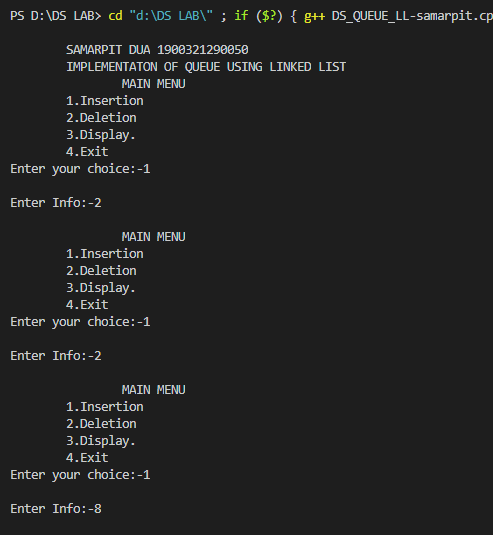 PS D:\DS LAB> cd "d:\DS LAB\" ; if ($?) { g++ DS_QUEUE_LL-samarpit.cp
SAMARPIT DUA 1900321290050
IMPLEMENTATON OF QUEUE USING LINKED LIST
MAIN MENU
1.Insertion
2.Deletion
3.Display.
4.Exit
Enter your choice:-1
Enter Info:-2
MAIN MENU
1.Insertion
2.Deletion
3.Display.
4.Exit
Enter your choice:-1
Enter Info:-2
MAIN MENU
1.Insertion
2.Deletion
3.Display.
4.Exit
Enter your choice:-1
Enter Info:-8